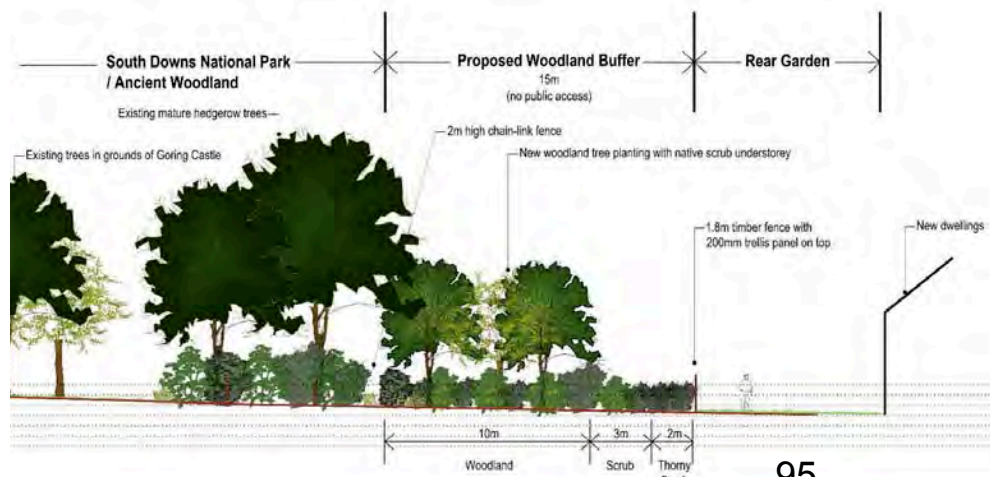 South Downs National Park
/ Ancient Woodland
Proposed Woodland Buffer
15m
(no public access)
Rear Garden
Existing mature hedgerow trees
2m high chain-link fence
Existing trees in grounds of Goring Castle
New woodland tree planting with native scrub understorey
1.8m timber fence with
200mm trellis panel on top
New dwellings
10m
3m
2m
Woodland
Scrub
Thorny
95